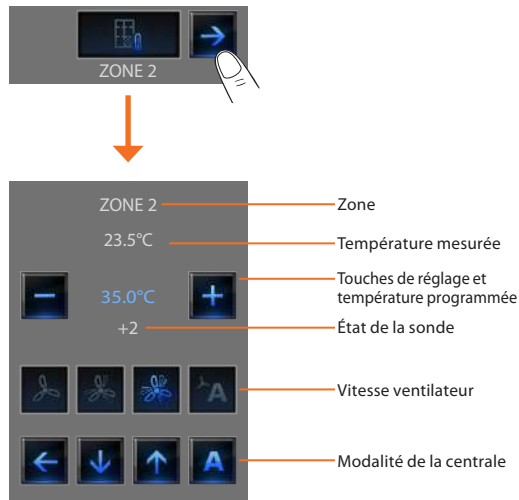 ZONE 2
ZONE 2
Zone
23.5°C
Température mesurée
35.0°C
Touches de réglage et
température programmée
+2
État de la sonde
A
Vitesse ventilateur
A
Modalité de la centrale